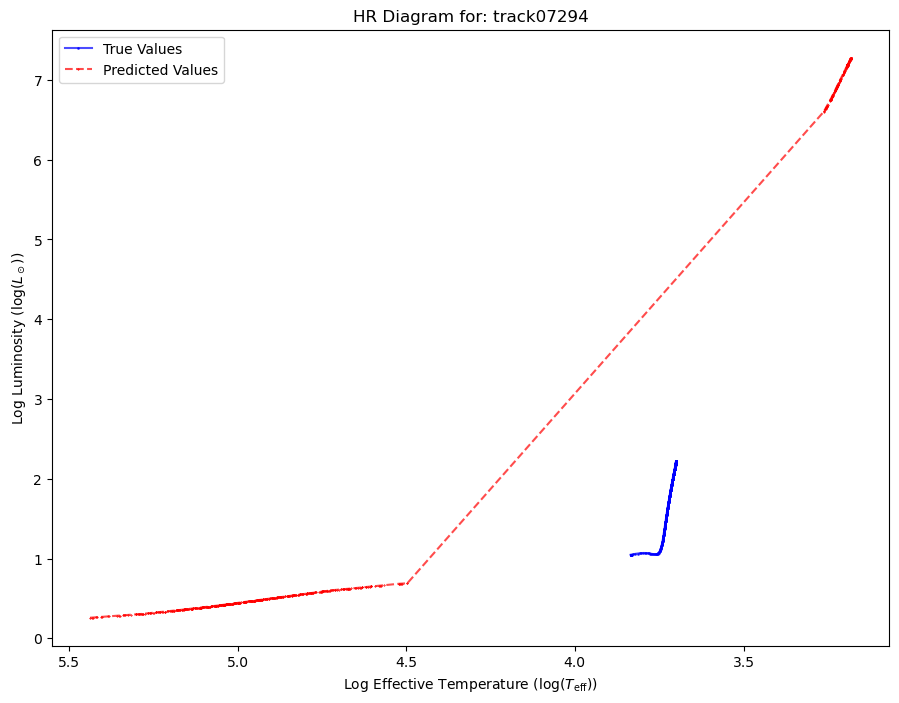 HR Diagram for: track07294
True Values
Predicted Values
Log Luminosity (log(L⊙))
7
6
5
4
3
2
1
0
5.5 5.0 4.5 4.0 3.5
Log Effective Temperature (log(Teff))